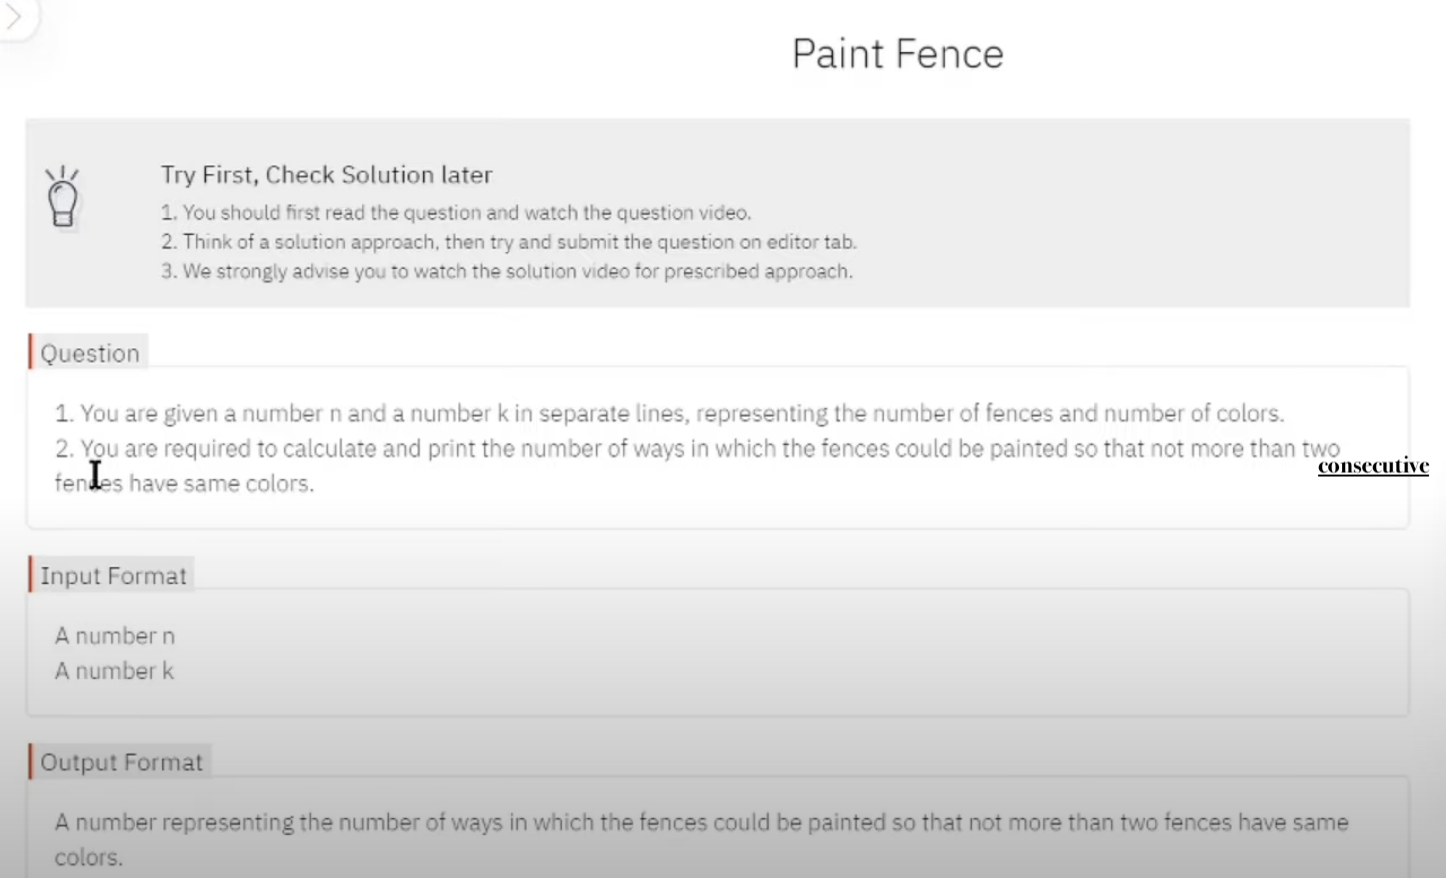 Paint Fence
Try First, Check Solution later
1. You should first read the question and watch the question video.
2. Think of a solution approach, then try and submit the question on editor tab.
3. We strongly advise you to watch the solution video for prescribed approach.
Question
1. You are given a number n and a number k in separate lines, representing the number of fences and number of colors.
2. You are required to calculate and print the number of ways in which the fences could be painted so that not more than two
consecutive
fences have same colors.
Input Format
A number n
A number k
Output Format
A number representing the number of ways in which the fences could be painted so that not more than two fences have same
colors.